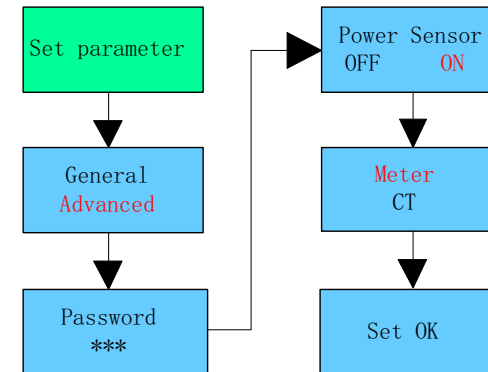 Set parameter
General
Advanced
Password
***
Power Sensor
OFF ON
Meter
CT
Set OK